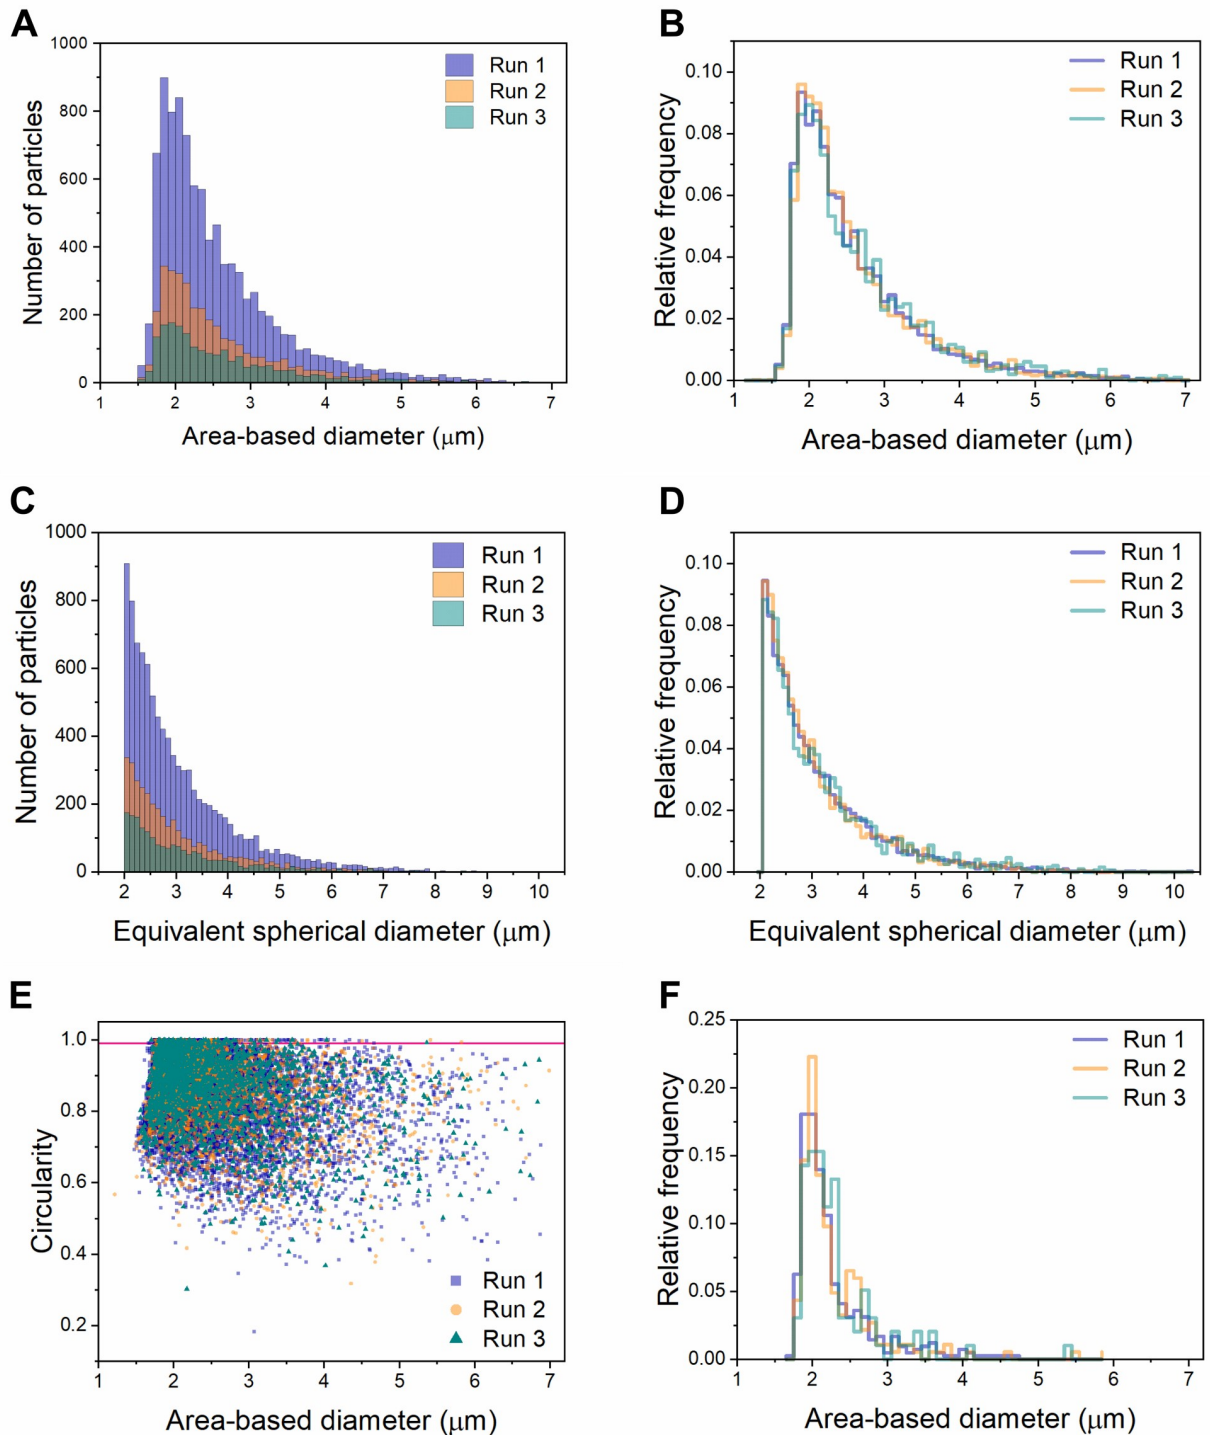 A
1000
800
600
400
200
0
Number of particles
Run 1
Run 2
Run 3
1 2 3 4 5 6 7
Area-based diameter (μm)
B
0.10
0.08
0.06
0.04
0.02
0.00
Relative frequency
Run 1
Run 2
Run 3
1 2 3 4 5 6 7
Area-based diameter (μm)
C
1000
800
600
400
200
0
Number of particles
Run 1
Run 2
Run 3
2 3 4 5 6 7 8 9 10
Equivalent spherical diameter (μm)
D
0.10
0.08
0.06
0.04
0.02
0.00
Relative frequency
Run 1
Run 2
Run 3
2 3 4 5 6 7 8 9 10
Equivalent spherical diameter (μm)
E
1.0
0.8
0.6
0.4
0.2
Circularity
Run 1
Run 2
Run 3
1 2 3 4 5 6 7
Area-based diameter (μm)
F
0.25
0.20
0.15
0.10
0.05
0.00
Relative frequency
Run 1
Run 2
Run 3
1 2 3 4 5 6 7
Area-based diameter (μm)